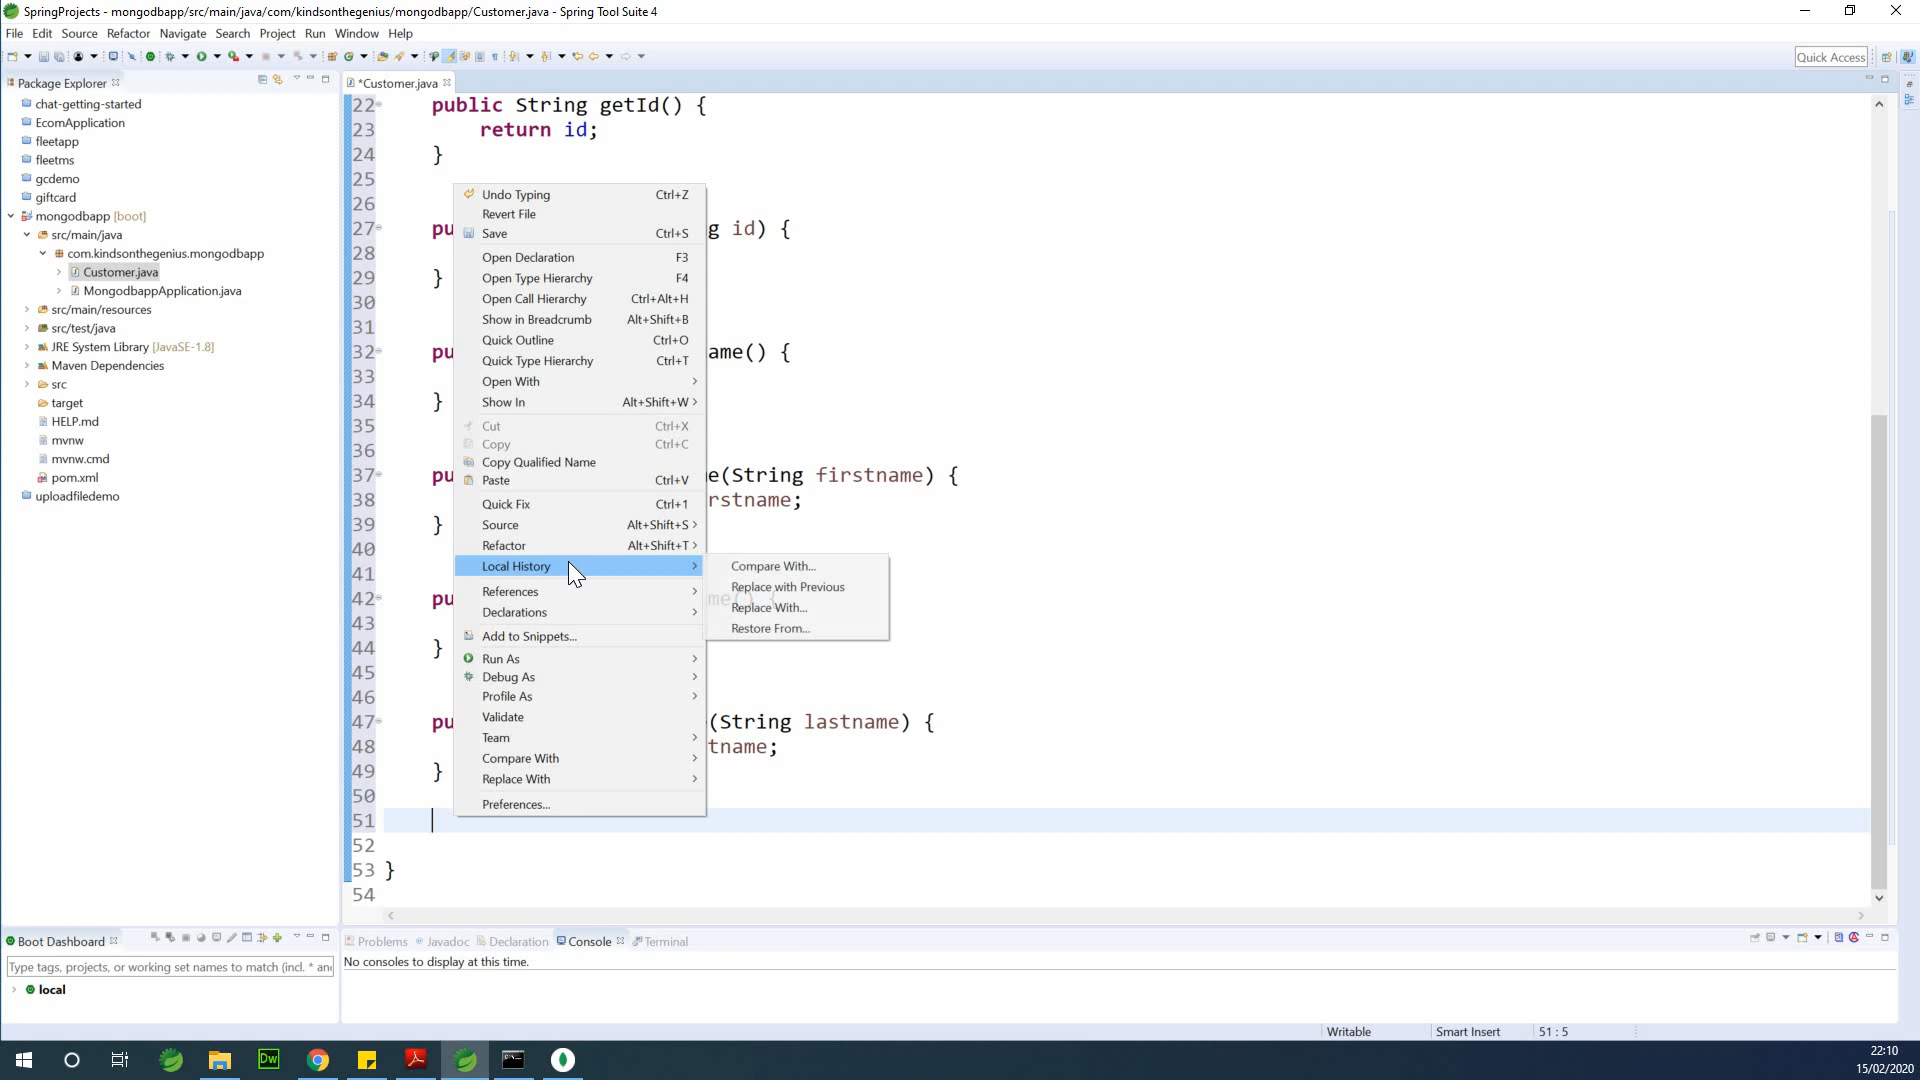 SpringProjects - mongodbapp/src/main/java/com/kindsonthegenius/mongodbapp/Customer.java - Spring Tool Suite 4
File Edit Source Refactor Navigate Search Project Run Window Help
Quick Access
Package Explorer
chat-getting-started
EcomApplication
fleetapp
fleetms
gcdemo
giftcard
mongodbapp [boot]
src/main/java
com.kindsonthegenius.mongodbapp
Customer.java
MongodbappApplication.java
src/main/resources
src/test/java
JRE System Library [JavaSE-1.8]
Maven Dependencies
src
target
HELP.md
mvnw
mvnw.cmd
pom.xml
uploadfiledemo
*Customer.java
22 public String getId() {
23 return id;
24 }
25
26
27 pu g id) {
28
29 }
30
31
32 pu ame() {
33
34 }
35
36
37 pu e(String firstname) {
38 rstname;
39 }
40
41
42 pu me() {
43
44 }
45
46
47 pu (String lastname) {
48 tname;
49 }
50
51
52
53 }
54
Undo Typing Ctrl+Z
Revert File
Save Ctrl+S
Open Declaration F3
Open Type Hierarchy F4
Open Call Hierarchy Ctrl+Alt+H
Show in Breadcrumb Alt+Shift+B
Quick Outline Ctrl+O
Quick Type Hierarchy Ctrl+T
Open With
Show In Alt+Shift+W
Cut Ctrl+X
Copy Ctrl+C
Copy Qualified Name
Paste Ctrl+V
Quick Fix Ctrl+1
Source Alt+Shift+S
Refactor Alt+Shift+T
Local History
References
Declarations
Add to Snippets...
Run As
Debug As
Profile As
Validate
Team
Compare With
Replace With
Preferences...
Compare With...
Replace with Previous
Replace With...
Restore From...
Boot Dashboard
Type tags, projects, or working set names to match (incl. * an
local
Problems Javadoc Declaration Console Terminal
No consoles to display at this time.
Writable Smart Insert 51 : 5
Dw
22:10
15/02/2020